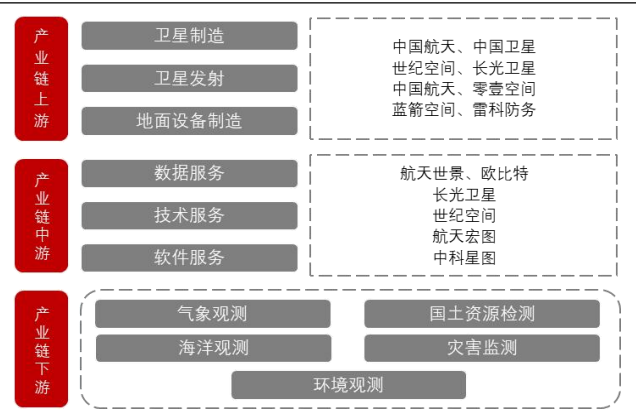 产业链上游
卫星制造
卫星发射
地面设备制造
中国航天、中国卫星
世纪空间、长光卫星
中国航天、零壹空间
蓝箭空间、雷科防务
产业链中游
数据服务
技术服务
软件服务
航天世景、欧比特
长光卫星
世纪空间
航天宏图
中科星图
产业链下游
气象观测
国土资源检测
海洋观测
灾害监测
环境观测